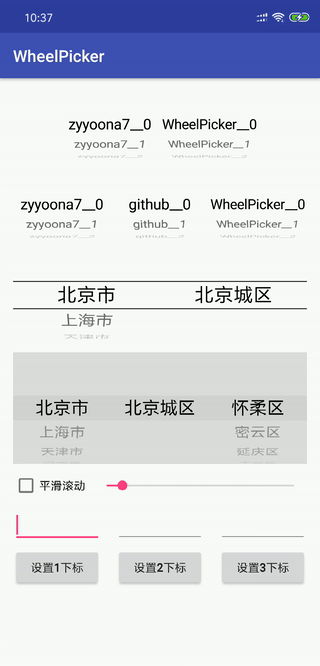 10:37
WheelPicker
zyyoona7__0 WheelPicker__0
zyyoona7__1 WheelPicker__1
zyyoona7__2 WheelPicker__2
zyyoona7__0 github__0 WheelPicker__0
zyyoona7__1 github__1 WheelPicker__1
zyyoona7__2 github__2 WheelPicker__2
北京市 北京城区
上海市
天津市
北京市 北京城区 怀柔区
上海市 密云区
天津市 延庆区
平滑滚动
设置1下标 设置2下标 设置3下标